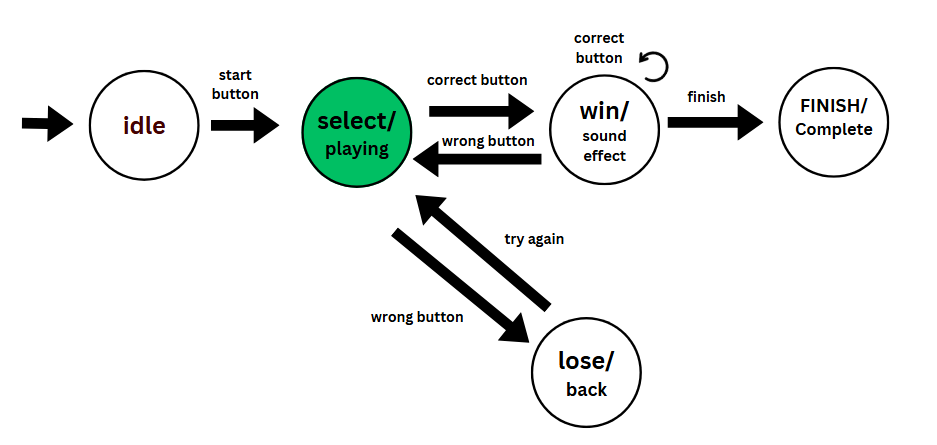 idle
start
button
select/
playing
correct button
wrong button
correct
button
win/
sound
effect
finish
FINISH/
Complete
try again
wrong button
lose/
back